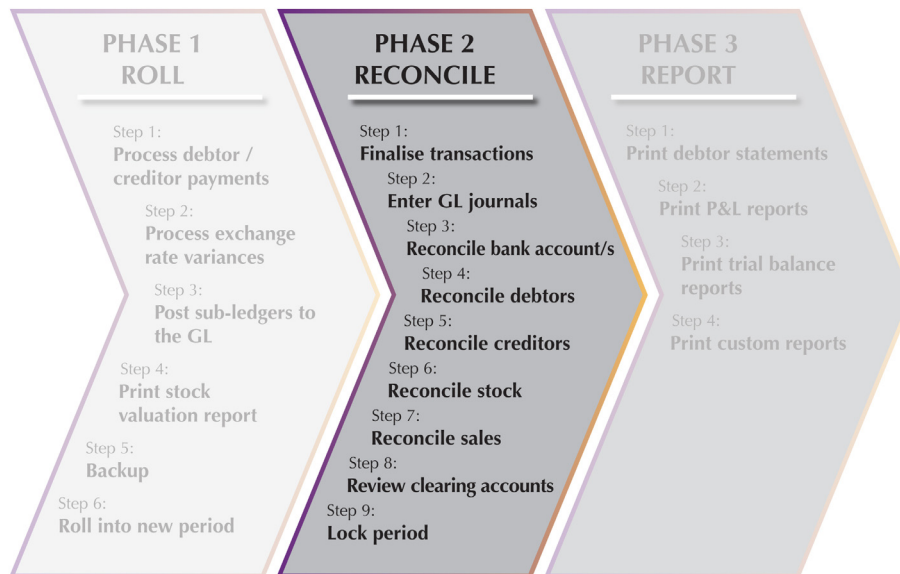 PHASE 1
ROLL
Step 1:
Process debtor /
creditor payments
Step 2:
Process exchange
rate variances
Step 3:
Post sub-ledgers to
the GL
Step 4:
Print stock
valuation report
Step 5:
Backup
Step 6:
Roll into new period
PHASE 2
RECONCILE
Step 1:
Finalise transactions
Step 2:
Enter GL journals
Step 3:
Reconcile bank account/s
Step 4:
Reconcile debtors
Step 5:
Reconcile creditors
Step 6:
Reconcile stock
Step 7:
Reconcile sales
Step 8:
Review clearing accounts
Step 9:
Lock period
PHASE 3
REPORT
Step 1:
Print debtor statements
Step 2:
Print P&L reports
Step 3:
Print trial balance
reports
Step 4:
Print custom reports